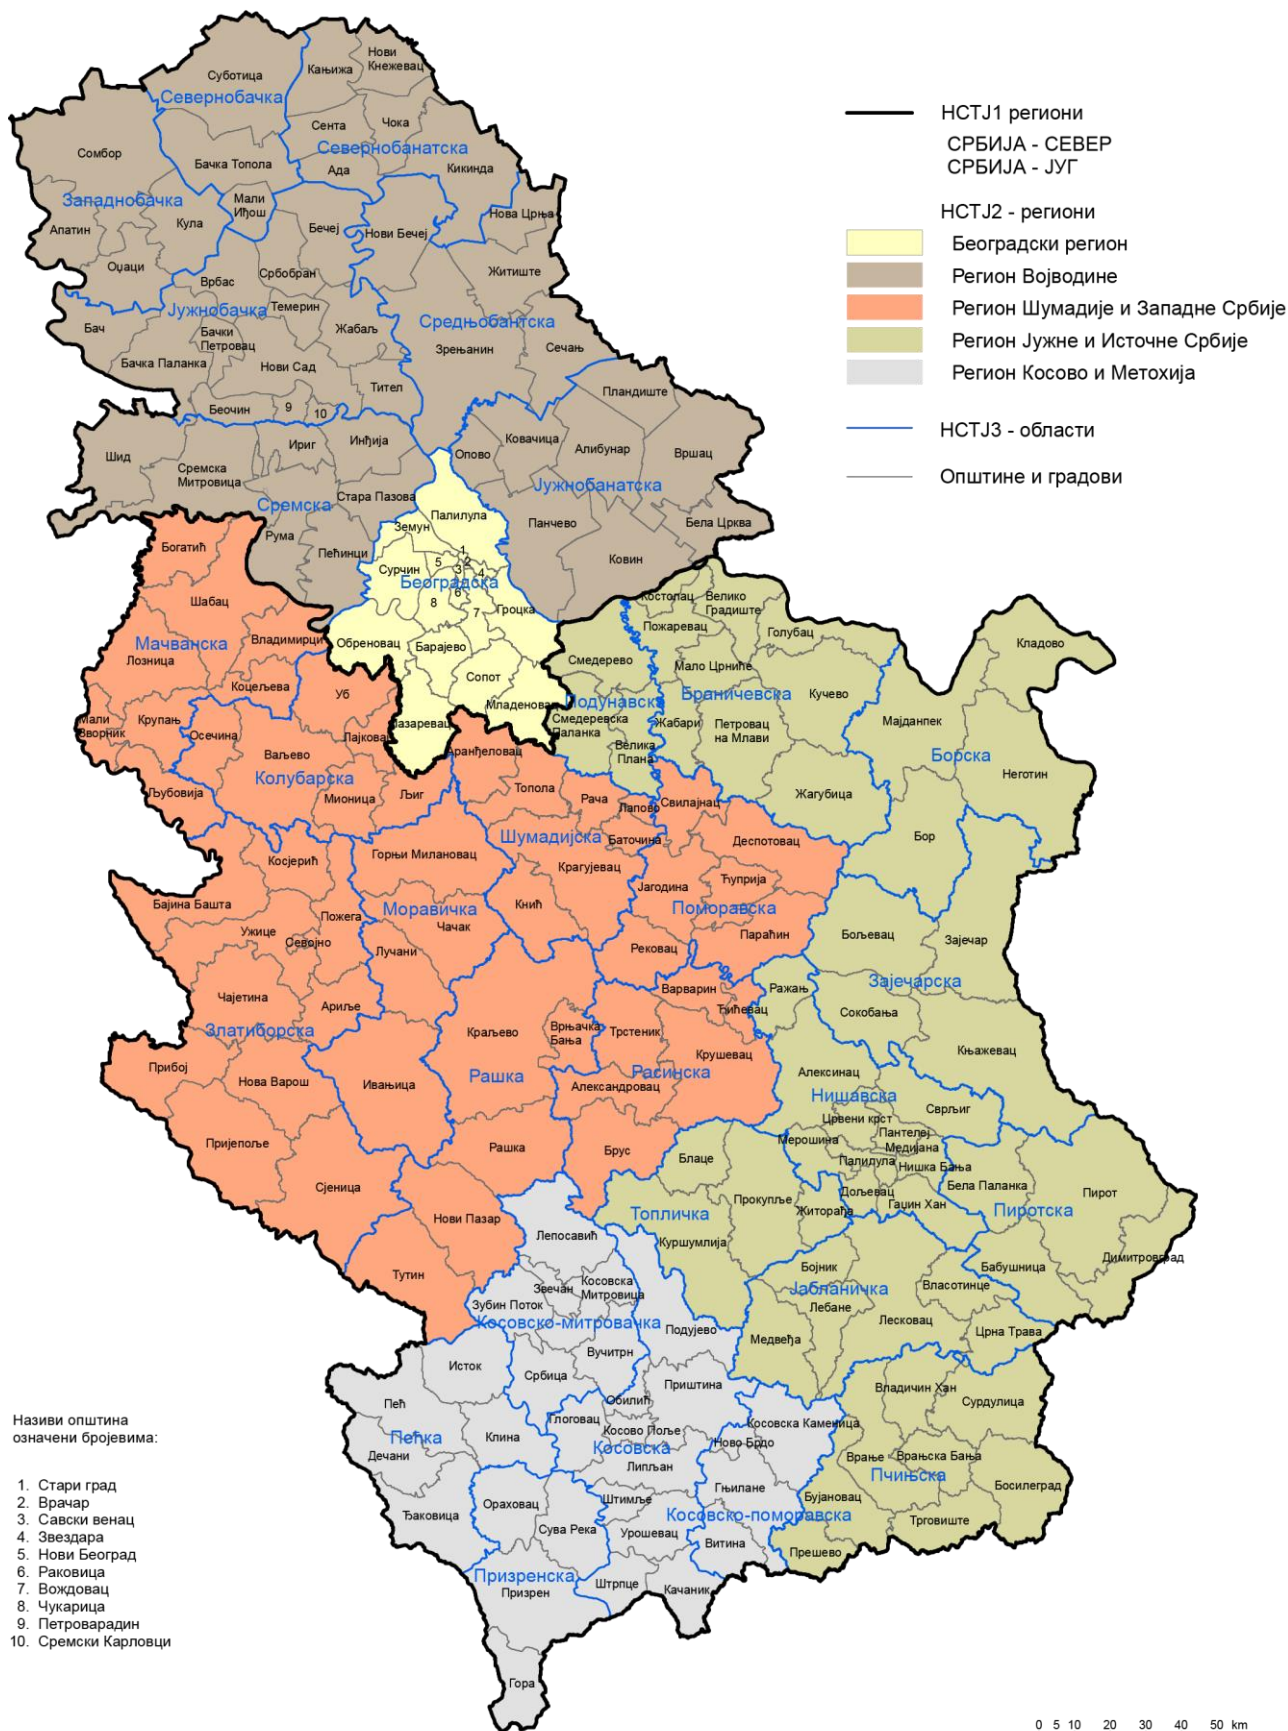 НСТЈ1 региони
СРБИЈА - СЕВЕР
СРБИЈА - ЈУГ
НСТЈ2 - региони
Београдски регион
Регион Војводине
Регион Шумадије и Западне Србије
Регион Јужне и Источне Србије
Регион Косово и Метохија
НСТЈ3 - области
Општине и градови
Суботица
Кањижа
Нови
Кнежевац
Севернобачка
Сента
Чока
Севернобанатска
Сомбор
Бачка Топола
Ада
Кикинда
Западнобачка
Мали
Иђош
Апатин
Кула
Бечеј
Нови Бечеј
Нова Црња
Оџаци
Србобран
Житиште
Врбас
Јужнобачка
Темерин
Бач
Бачки
Петровац
Жабаљ
Средњобантска
Зрењанин
Сечањ
Бачка Паланка
Нови Сад
Тител
Пландиште
Беочин
9
10
Шид
Сремска
Митровица
Ириг
Инђија
Опово
Ковачица
Алибунар
Вршац
Јужнобанатска
Сремска
Стара Пазова
Рума
Пећинци
Панчево
Бела Црква
Ковин
Палилула
Земун
1
2
3
4
5
6
7
8
Сурчин
Београдска
Гроцка
Обреновац
Барајево
Сопот
Младеновац
Лазаревац
Богатић
Шабац
Мачванска
Владимирци
Лозница
Коцељева
Мали
Зворник
Крупањ
Осечина
Уб
Ваљево
Лајковац
Колубарска
Мионица
Љиг
Љубовија
Костолац
Велико
Градиште
Пожаревац
Голубац
Кладово
Смедерево
Мало Црниће
Подунавска
Браничевска
Кучево
Смедеревска
Паланка
Жабари
Петровац
на Млави
Мајданпек
Борска
Велика
Плана
Неготин
Жагубица
Аранђеловац
Топола
Рача
Лапово
Свилајнац
Шумадијска
Баточина
Деспотовац
Бор
Горњи Милановац
Крагујевац
Косјерић
Јагодина
Ћуприја
Бајина Башта
Моравичка
Кнић
Поморавска
Пожега
Чачак
Ужице
Севојно
Лучани
Рековац
Параћин
Бољевац
Зајечар
Чајетина
Ариље
Варварин
Ћићевац
Ражањ
Зајечарска
Златиборска
Краљево
Врњачка
Бања
Трстеник
Крушевац
Сокобања
Књажевац
Прибој
Нова Варош
Ивањица
Рашка
Александровац
Расинска
Алексинац
Нишавска
Сврљиг
Пријепоље
Рашка
Брус
Блаце
Црвени крст
Мерошина
Пантелеј
Медијана
Палилула
Нишка Бања
Сјеница
Бела Паланка
Пирот
Дољевац
Гаџин Хан
Нови Пазар
Прокупље
Житорађа
Топличка
Пиротска
Лепосавић
Куршумлија
Димитровград
Бабушница
Тутин
Звечан
Косовска
Митровица
Бојник
Јабланичка
Власотинце
Зубин Поток
Лебане
Лесковац
Косовско-митровачка
Подујево
Медвеђа
Црна Трава
Исток
Србица
Вучитрн
Владичин Хан
Сурдулица
Пећ
Обилић
Приштина
Глоговац
Косово Поље
Косовска Каменица
Пећка
Клина
Косовска
Ново Брдо
Дечани
Липљан
Врање
Врањска Бања
Пчињска
Босилеград
Ораховац
Штимље
Гњилане
Бујановац
Ђаковица
Сува Река
Урошевац
Косовско-поморавска
Трговиште
Витина
Прешево
Призренска
Призрен
Штрпце
Качаник
Гора
Називи општина
означени бројевима:
1. Стари град
2. Врачар
3. Савски венац
4. Звездара
5. Нови Београд
6. Раковица
7. Вождовац
8. Чукарица
9. Петроварадин
10. Сремски Карловци
0 5 10 20 30 40 50 km